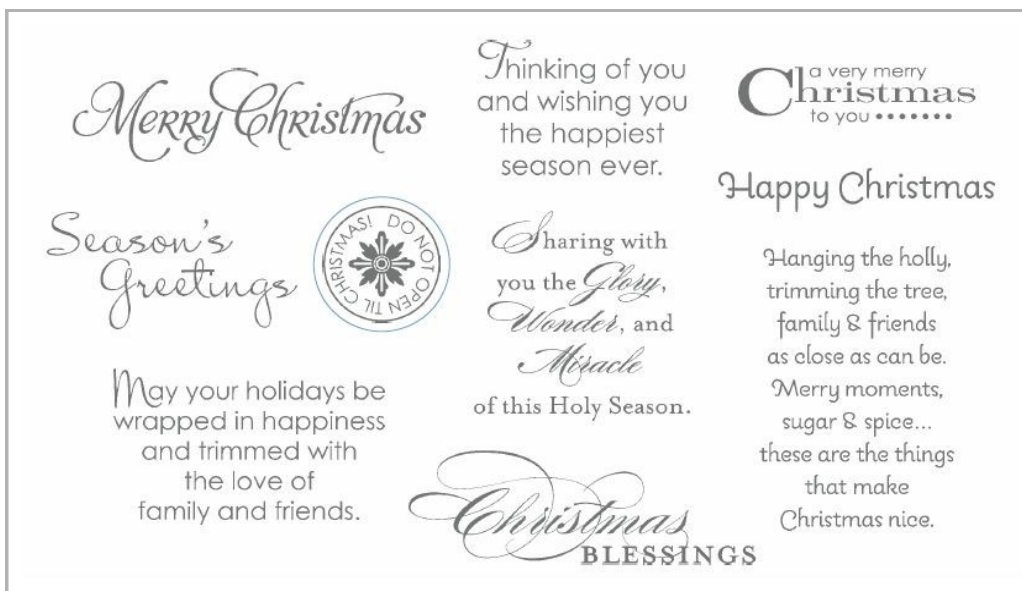 Merry Christmas
Thinking of you
and wishing you
the happiest
season ever.
a very merry
Christmas
to you
Happy Christmas
Season's
Greetings
DO NOT OPEN TIL CHRISTMAS!
Sharing with
you the Glory,
Wonder, and
Miracle
of this Holy Season.
Hanging the holly,
trimming the tree,
family & friends
as close as can be.
Merry moments,
sugar & spice...
these are the things
that make
Christmas nice.
May your holidays be
wrapped in happiness
and trimmed with
the love of
family and friends.
Christmas
BLESSINGS